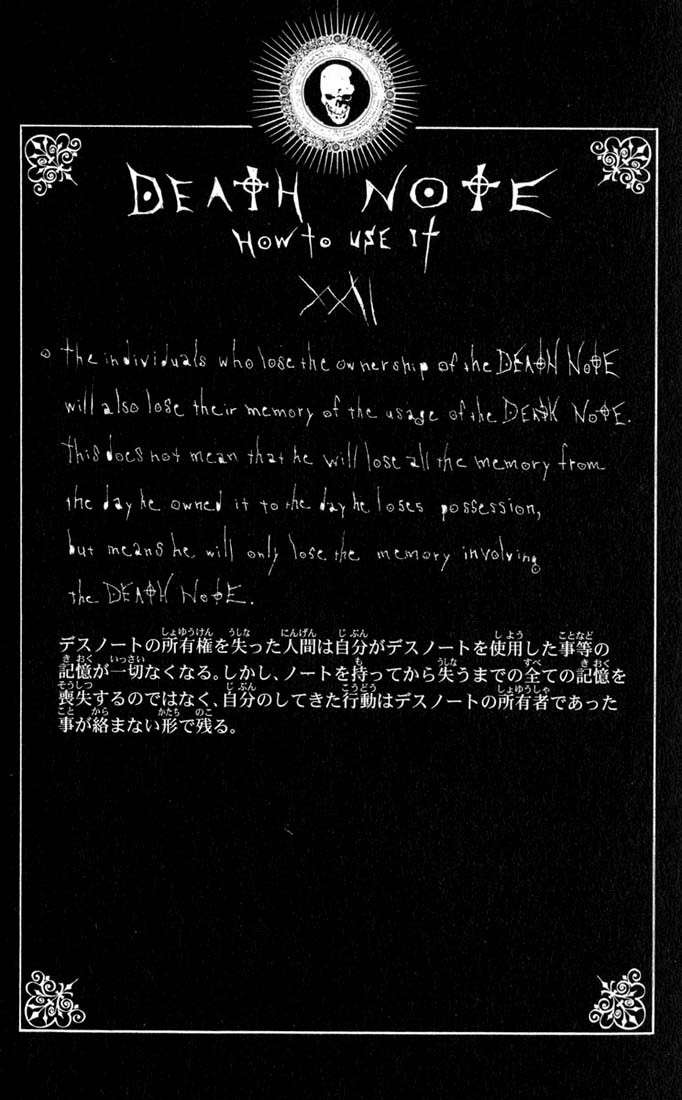 DEATH NOTE
HOW to USE It
XXII
○ the individuals who lose the ownership of the DEATH NOTE
will also lose their memory of the usage of the DEATH NOTE.
This does not mean that he will lose all the memory from
the day he owned it to the day he loses possession,
but means he will only lose the memory involving
the DEATH NOTE.
デスノートの所有権を失った人間は自分がデスノートを使用した事等の
記憶が一切なくなる。しかし、ノートを持ってから失うまでの全ての記憶を
喪失するのではなく、自分のしてきた行動はデスノートの所有者であった
事が絡まない形で残る。